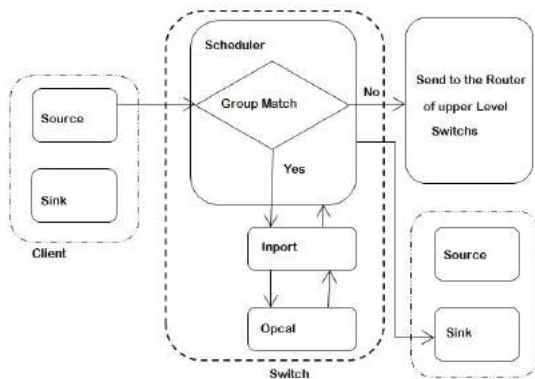 Scheduler
Group Match
No
Yes
Send to the Router
of upper Level
Switchs
Source
Sink
Client
Inport
Opcal
Switch
Source
Sink